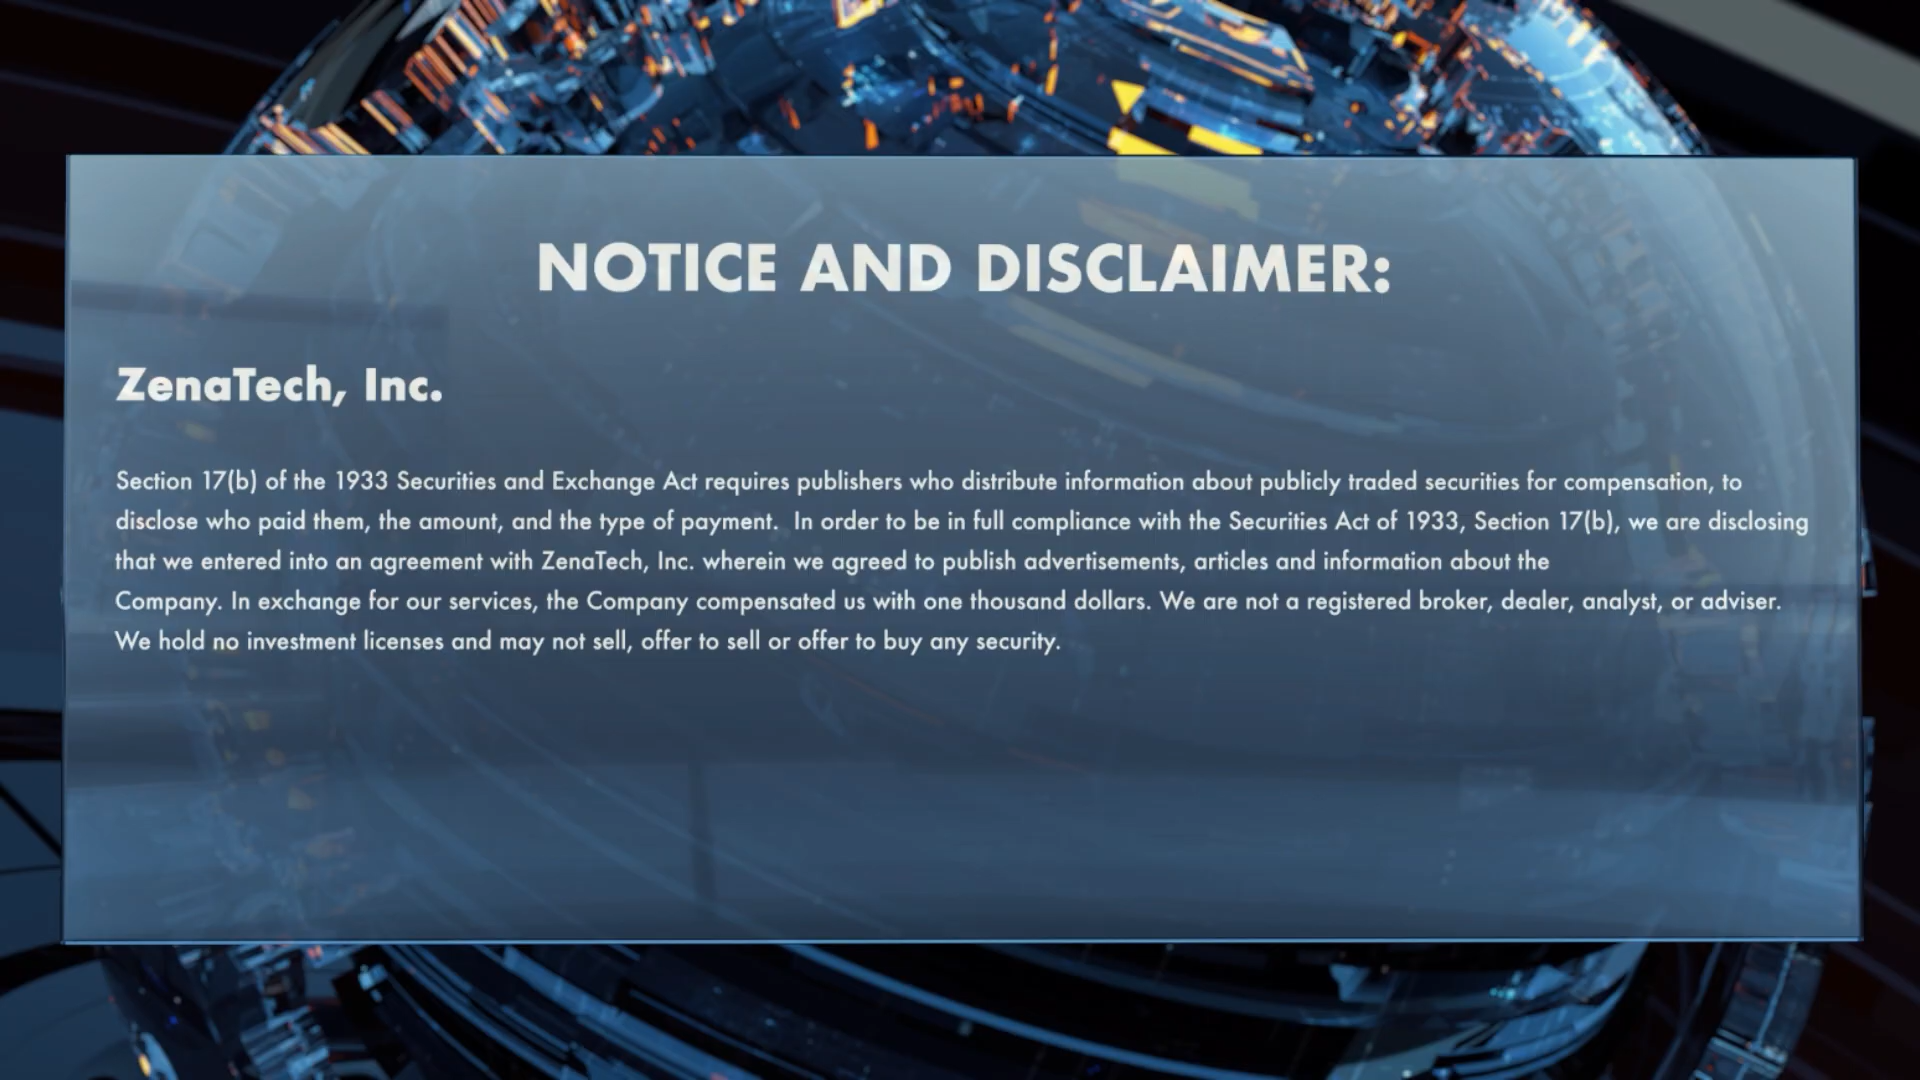 NOTICE AND DISCLAIMER:
ZenaTech, Inc.
Section 17(b) of the 1933 Securities and Exchange Act requires publishers who distribute information about publicly traded securities for compensation, to
disclose who paid them, the amount, and the type of payment.  In order to be in full compliance with the Securities Act of 1933, Section 17(b), we are disclosing
that we entered into an agreement with ZenaTech, Inc. wherein we agreed to publish advertisements, articles and information about the
Company. In exchange for our services, the Company compensated us with one thousand dollars. We are not a registered broker, dealer, analyst, or adviser.
We hold no investment licenses and may not sell, offer to sell or offer to buy any security.